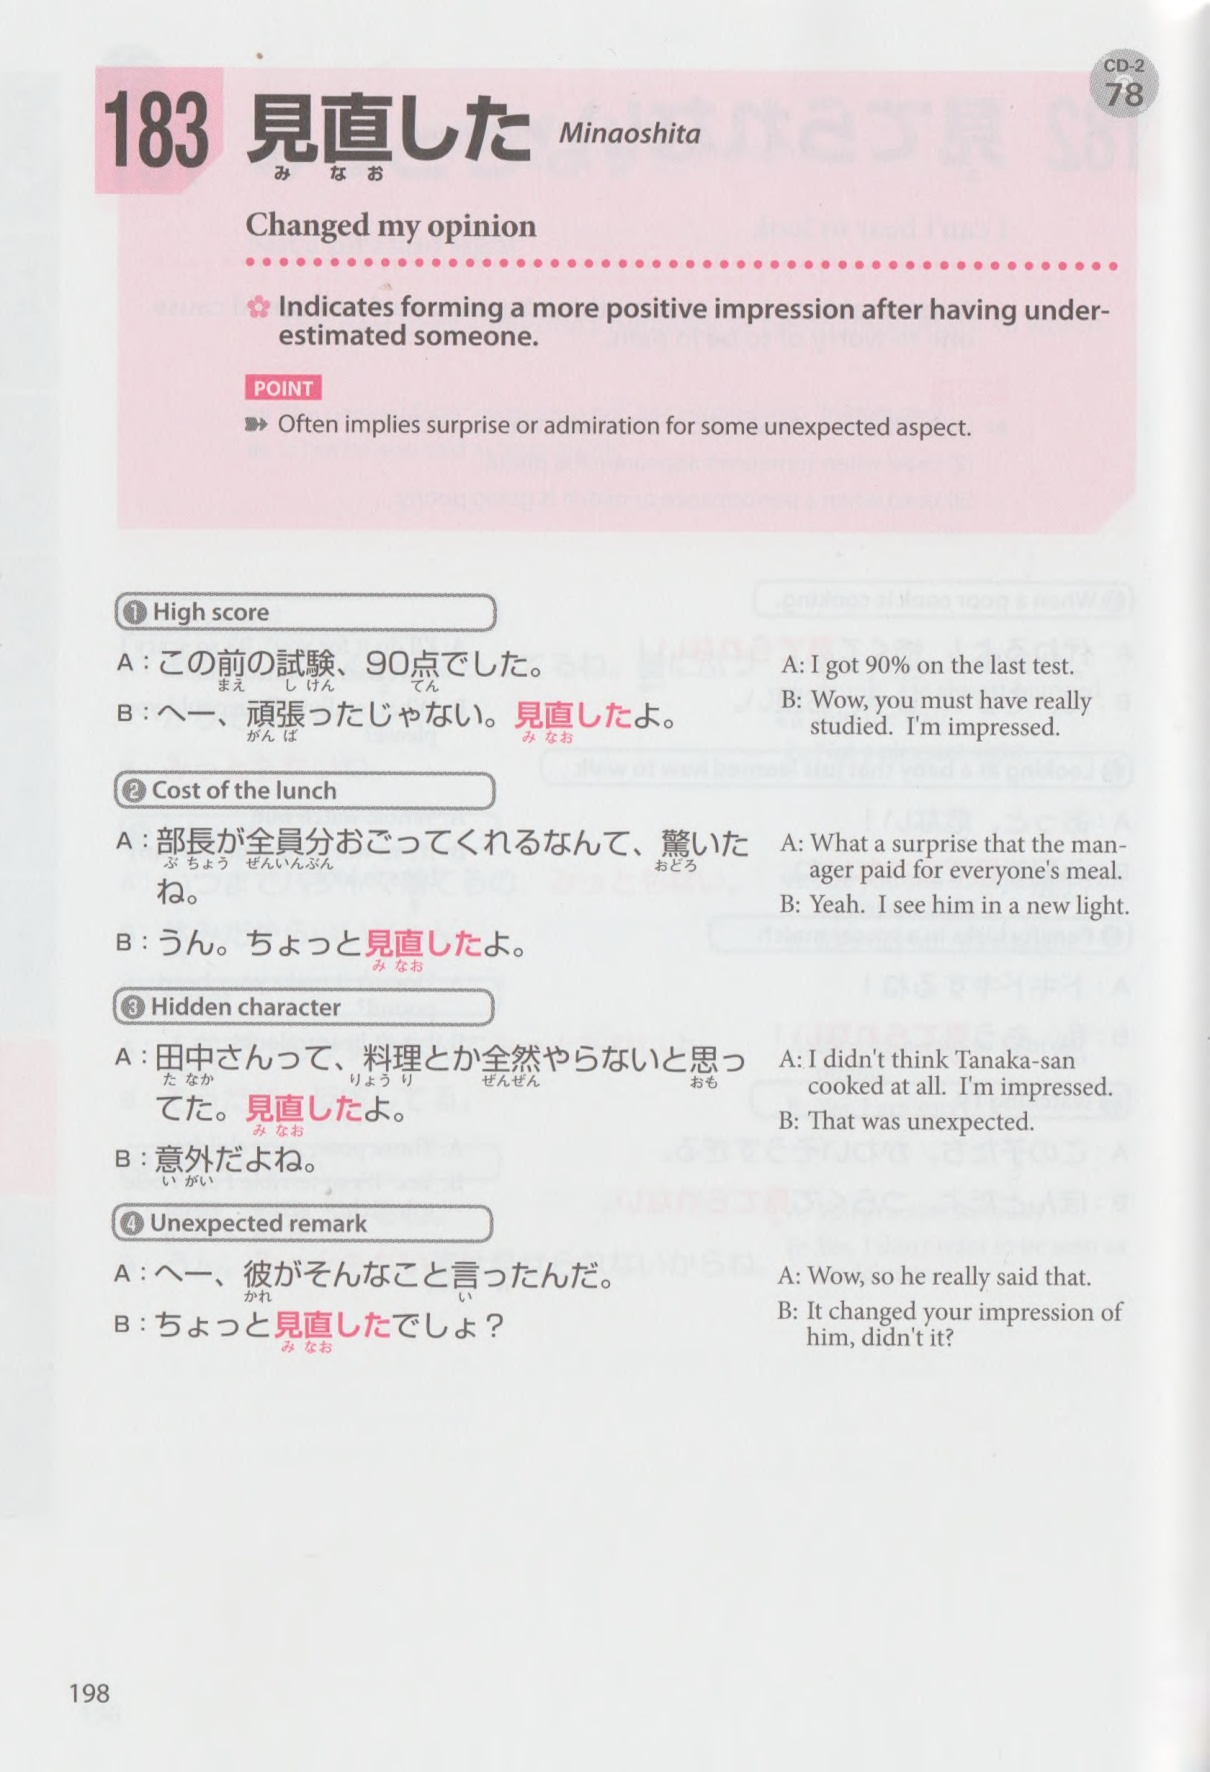 CD-2
78
183 見直した Minaoshita
み なお
Changed my opinion
Indicates forming a more positive impression after having under-
estimated someone.
POINT
Often implies surprise or admiration for some unexpected aspect.
❶ High score
A：この前の試験、90点でした。
まえ しけん てん
B：へー、頑張ったじゃない。見直したよ。
がんば みなお
A: I got 90% on the last test.
B: Wow, you must have really
studied. I'm impressed.
❷ Cost of the lunch
A：部長が全員分おごってくれるなんて、驚いた
ぶちょう ぜんいんぶん おどろ
ね。
B：うん。ちょっと見直したよ。
みなお
A: What a surprise that the man-
ager paid for everyone's meal.
B: Yeah. I see him in a new light.
❸ Hidden character
A：田中さんって、料理とか全然やらないと思っ
たなか りょうり ぜんぜん おも
てた。見直したよ。
みなお
B：意外だよね。
いがい
A: I didn't think Tanaka-san
cooked at all. I'm impressed.
B: That was unexpected.
❹ Unexpected remark
A：へー、彼がそんなこと言ったんだ。
かれ い
B：ちょっと見直したでしょ？
みなお
A: Wow, so he really said that.
B: It changed your impression of
him, didn't it?
198